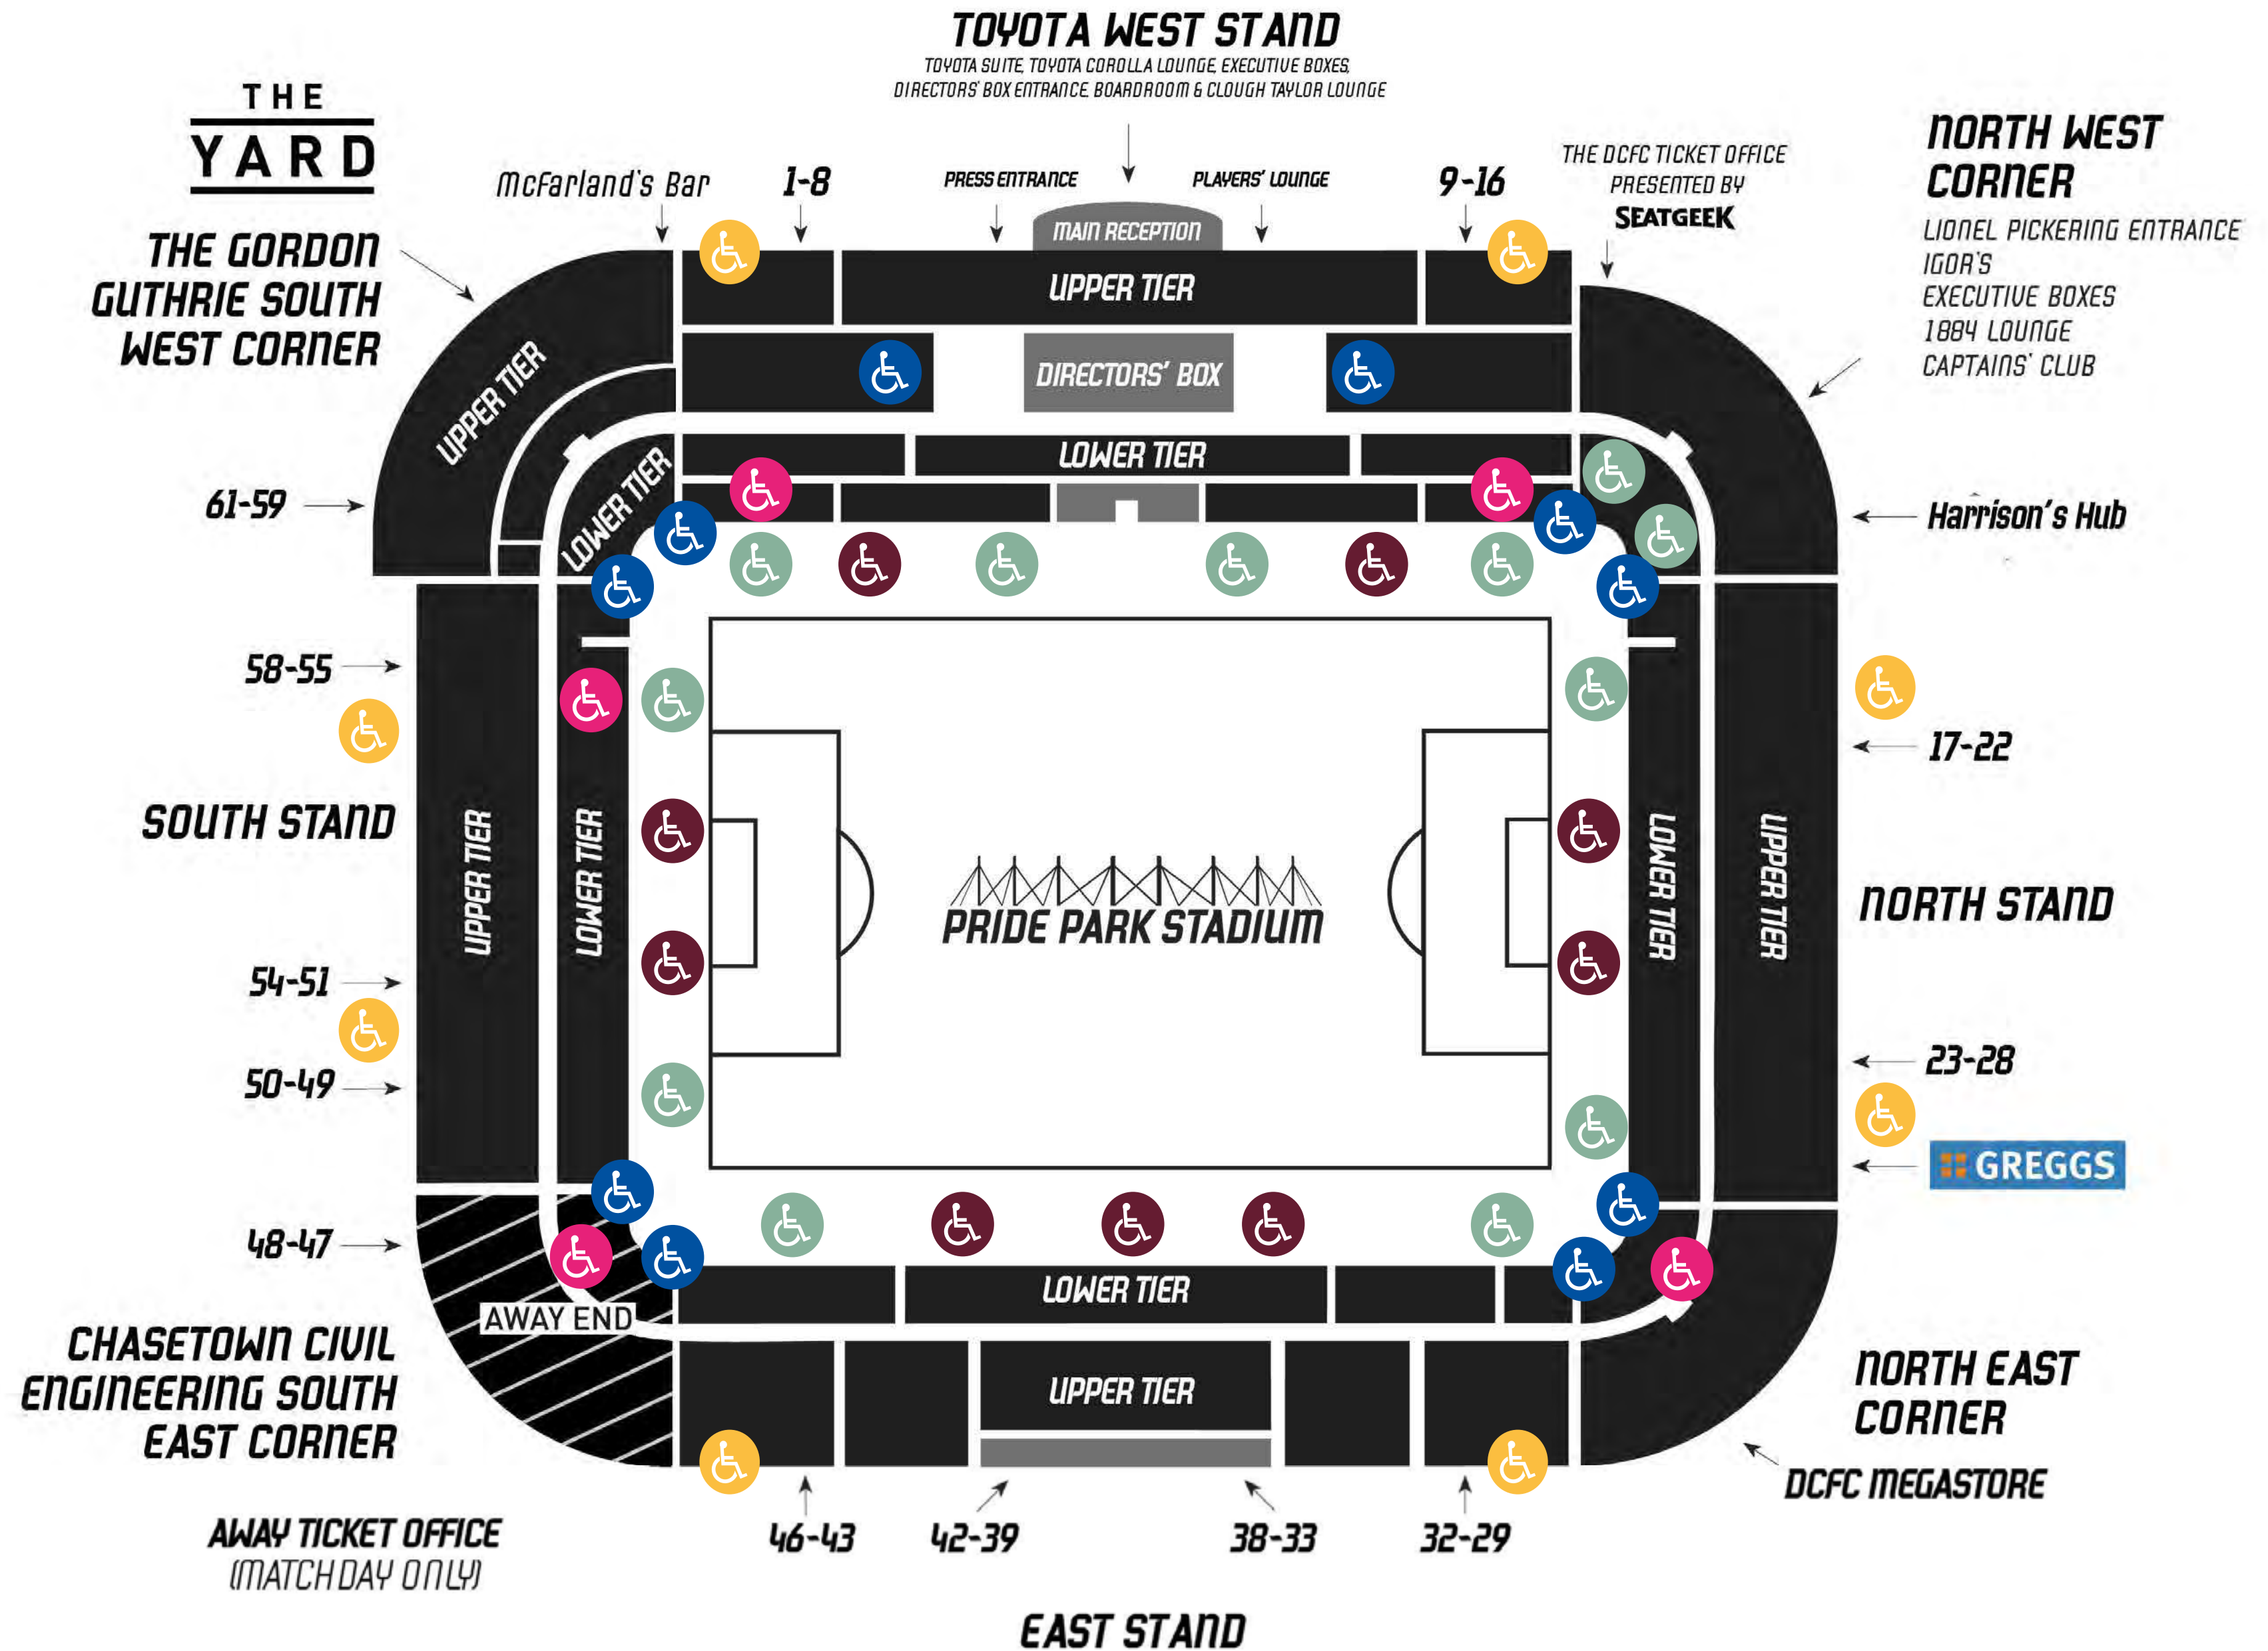 TOYOTA WEST STAND
TOYOTA SUITE, TOYOTA COROLLA LOUNGE, EXECUTIVE BOXES,
DIRECTORS' BOX ENTRANCE, BOARDROOM & CLOUGH TAYLOR LOUNGE
THE
YARD
McFarland's Bar
1-8
PRESS ENTRANCE
PLAYERS' LOUNGE
9-16
THE DCFC TICKET OFFICE
PRESENTED BY
SEATGEEK
NORTH WEST
CORNER
LIONEL PICKERING ENTRANCE
IGOR'S
EXECUTIVE BOXES
1884 LOUNGE
CAPTAINS' CLUB
THE GORDON
GUTHRIE SOUTH
WEST CORNER
MAIN RECEPTION
UPPER TIER
DIRECTORS' BOX
UPPER TIER
LOWER TIER
LOWER TIER
61-59
Harrison's Hub
58-55
17-22
SOUTH STAND
UPPER TIER
LOWER TIER
PRIDE PARK STADIUM
LOWER TIER
UPPER TIER
NORTH STAND
54-51
23-28
50-49
GREGGS
48-47
AWAY END
LOWER TIER
UPPER TIER
CHASETOWN CIVIL
ENGINEERING SOUTH
EAST CORNER
NORTH EAST
CORNER
DCFC MEGASTORE
AWAY TICKET OFFICE
(MATCHDAY ONLY)
46-43
42-39
38-33
32-29
EAST STAND